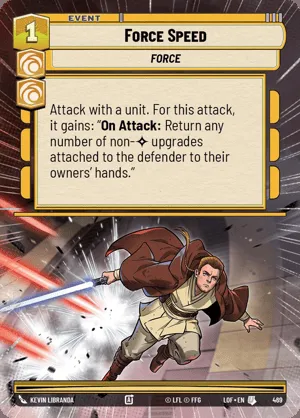 EVENT
1
FORCE SPEED
FORCE
Attack with a unit. For this attack,
it gains: “On Attack: Return any
number of non- upgrades
attached to the defender to their
owners’ hands.”
KEVIN LIBRANDA
© LFL © FFG
LOF • EN
469